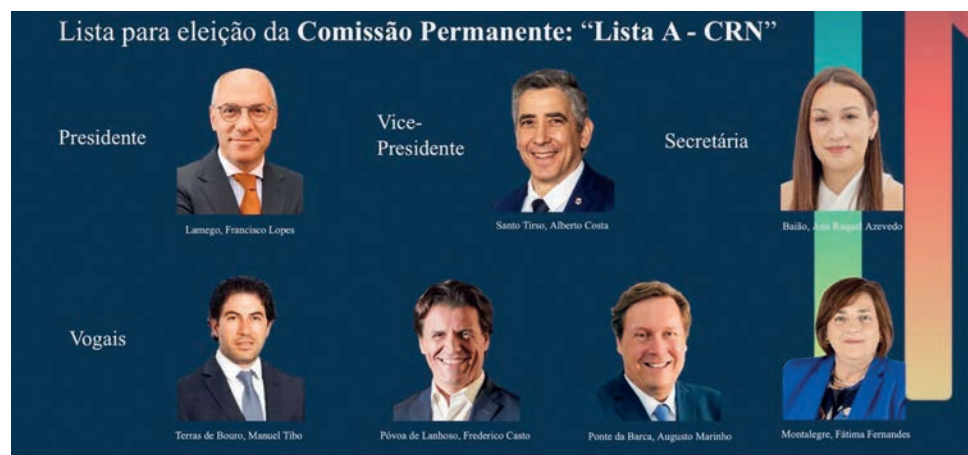 Lista para eleição da Comissão Permanente: “Lista A - CRN”
Presidente
Lamego, Francisco Lopes
Vice-
Presidente
Santo Tirso, Alberto Costa
Secretária
Baião, Ana Raquel Azevedo
Vogais
Terras de Bouro, Manuel Tibo
Póvoa de Lanhoso, Frederico Casto
Ponte da Barca, Augusto Marinho
Montalegre, Fátima Fernandes